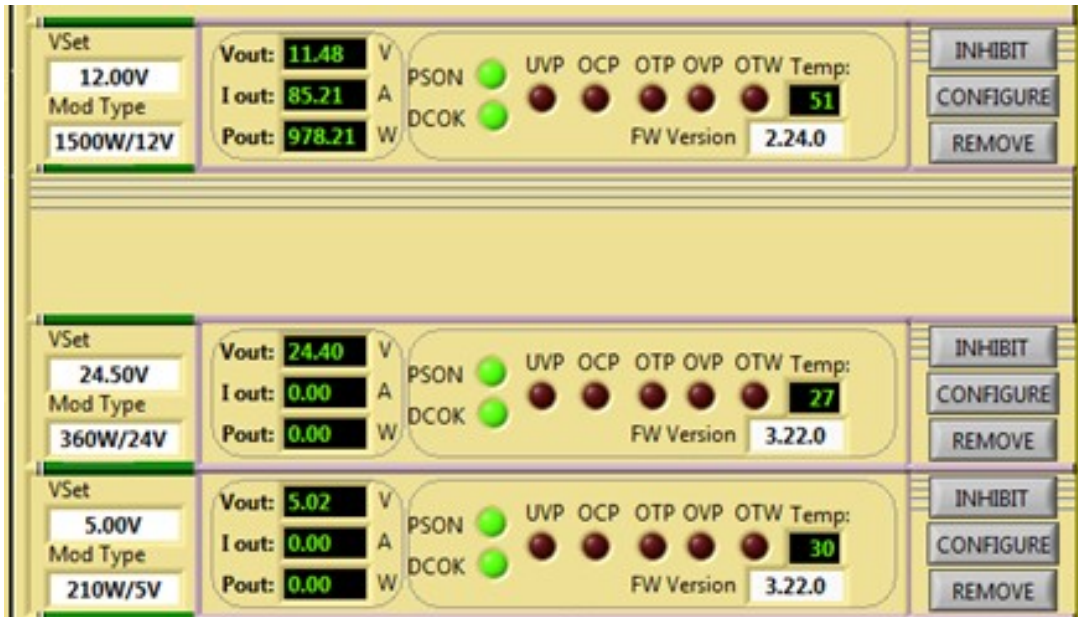 VSet
12.00V
Mod Type
1500W/12V
Vout: 11.48 V
I out: 85.21 A
Pout: 978.21 W
PSON
DCOK
UVP OCP OTP OVP OTW Temp:
51
FW Version 2.24.0
INHIBIT
CONFIGURE
REMOVE
VSet
24.50V
Mod Type
360W/24V
Vout: 24.40 V
I out: 0.00 A
Pout: 0.00 W
PSON
DCOK
UVP OCP OTP OVP OTW Temp:
27
FW Version 3.22.0
INHIBIT
CONFIGURE
REMOVE
VSet
5.00V
Mod Type
210W/5V
Vout: 5.02 V
I out: 0.00 A
Pout: 0.00 W
PSON
DCOK
UVP OCP OTP OVP OTW Temp:
30
FW Version 3.22.0
INHIBIT
CONFIGURE
REMOVE